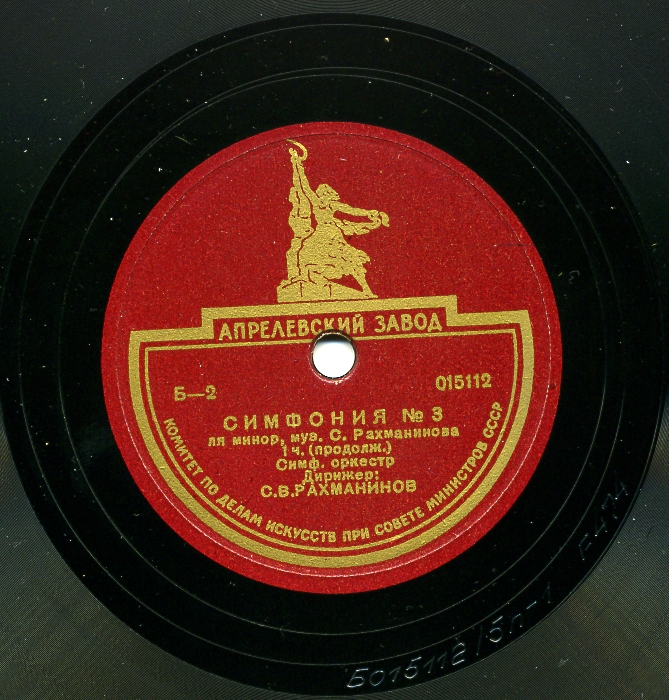 АПРЕЛЕВСКИЙ ЗАВОД
Б—2
015112
СИМФОНИЯ № 3
ля минор, муз. С. Рахманинова
1 ч. (продолж.)
Симф. оркестр
Дирижер:
С.В.РАХМАНИНОВ
КОМИТЕТ ПО ДЕЛАМ ИСКУССТВ ПРИ СОВЕТЕ МИНИСТРОВ СССР
Б015112/5п-1